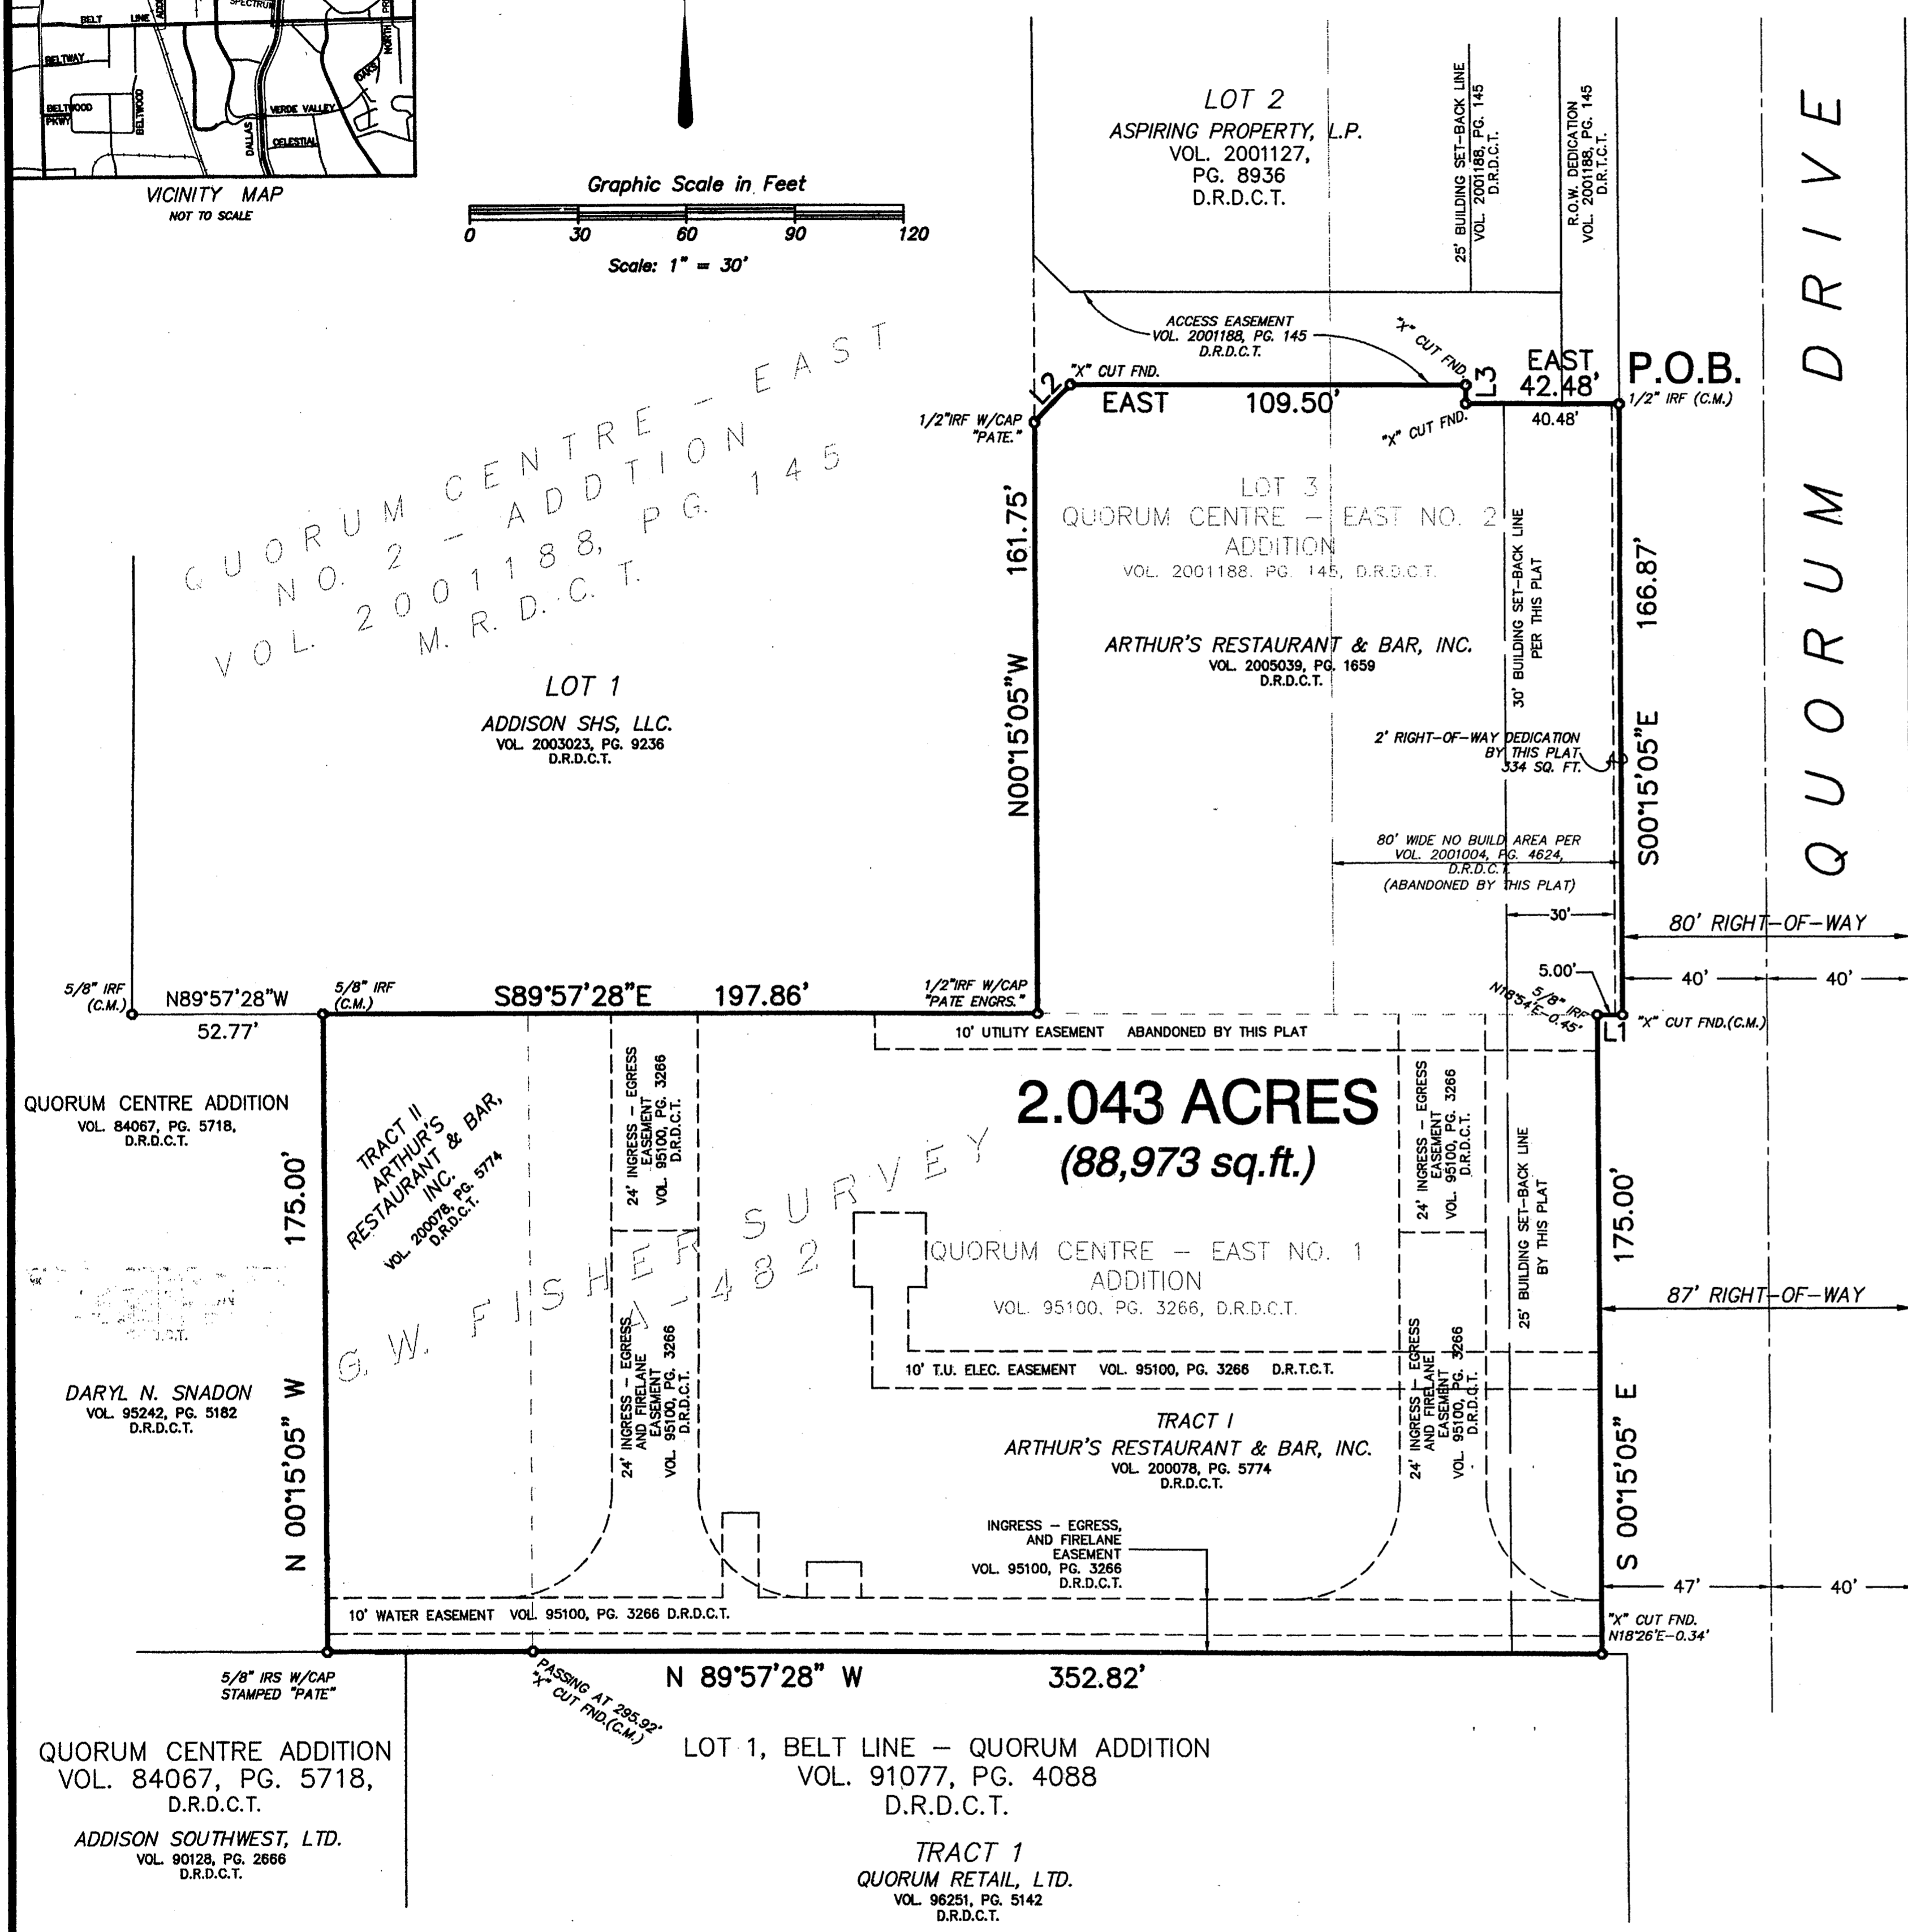 SPECTRUM
BELT LINE
BELTWAY
BELTWOOD
PKWY
BELTWOOD
DALLAS
VERDE VALLEY
CELESTIAL
OAKS
NORTH
VICINITY MAP
NOT TO SCALE
Graphic Scale in Feet
0 30 60 90 120
Scale: 1" = 30'
LOT 2
ASPIRING PROPERTY, L.P.
VOL. 2001127,
PG. 8936
D.R.D.C.T.
25' BUILDING SET-BACK LINE
VOL. 2001188, PG. 145
D.R.D.C.T.
R.O.W. DEDICATION
VOL. 2001188, PG. 145
D.R.T.C.T.
QUORUM DRIVE
ACCESS EASEMENT
VOL. 2001188, PG. 145
D.R.D.C.T.
"X" CUT FND.
"X" CUT FND.
L2
L3
EAST
42.48'
P.O.B.
1/2" IRF (C.M.)
EAST 109.50'
"X" CUT FND.
40.48'
1/2"IRF W/CAP
"PATE."
QUORUM CENTRE - EAST
NO. 2 - ADDTION
VOL. 2001188, PG. 145
M.R.D.C.T.
LOT 1
ADDISON SHS, LLC.
VOL. 2003023, PG. 9236
D.R.D.C.T.
N00°15'05"W 161.75'
LOT 3
QUORUM CENTRE - EAST NO. 2
ADDITION
VOL. 2001188. PG. 145, D.R.D.C.T.
ARTHUR'S RESTAURANT & BAR, INC.
VOL. 2005039, PG. 1659
D.R.D.C.T.
30' BUILDING SET-BACK LINE
PER THIS PLAT
S00°15'05"E 166.87'
2' RIGHT-OF-WAY DEDICATION
BY THIS PLAT
334 SQ. FT.
80' WIDE NO BUILD AREA PER
VOL. 2001004, PG. 4624,
D.R.D.C.T.
(ABANDONED BY THIS PLAT)
30'
80' RIGHT-OF-WAY
40' 40'
5.00'
5/8" IRF
N18°54'E-0.45'
L1
"X" CUT FND.(C.M.)
5/8" IRF
(C.M.)
N89°57'28"W
52.77'
5/8" IRF
(C.M.)
S89°57'28"E 197.86'
1/2"IRF W/CAP
"PATE ENGRS."
10' UTILITY EASEMENT ABANDONED BY THIS PLAT
2.043 ACRES
(88,973 sq.ft.)
QUORUM CENTRE ADDITION
VOL. 84067, PG. 5718,
D.R.D.C.T.
N 00°15'05" W 175.00'
TRACT II
ARTHUR'S
RESTAURANT & BAR,
INC.
VOL. 200078, PG. 5774
D.R.D.C.T.
24' INGRESS - EGRESS
EASEMENT
VOL. 95100, PG. 3266
D.R.D.C.T.
24' INGRESS - EGRESS
EASEMENT
VOL. 95100, PG. 3266
D.R.D.C.T.
G.W. FISHER SURVEY
A-482
QUORUM CENTRE - EAST NO. 1
ADDITION
VOL. 95100, PG. 3266, D.R.D.C.T.
25' BUILDING SET-BACK LINE
BY THIS PLAT
S 00°15'05" E 175.00'
87' RIGHT-OF-WAY
DARYL N. SNADON
VOL. 95242, PG. 5182
D.R.D.C.T.
24' INGRESS - EGRESS
AND FIRELANE
EASEMENT
VOL. 95100, PG. 3266
D.R.D.C.T.
10' T.U. ELEC. EASEMENT VOL. 95100, PG. 3266 D.R.T.C.T.
24' INGRESS - EGRESS
AND FIRELANE
EASEMENT
VOL. 95100, PG. 3266
D.R.D.C.T.
TRACT I
ARTHUR'S RESTAURANT & BAR, INC.
VOL. 200078, PG. 5774
D.R.D.C.T.
INGRESS - EGRESS,
AND FIRELANE
EASEMENT
VOL. 95100, PG. 3266
D.R.D.C.T.
47' 40'
10' WATER EASEMENT VOL. 95100, PG. 3266 D.R.D.C.T.
"X" CUT FND.
N18°26'E-0.34'
5/8" IRS W/CAP
STAMPED "PATE"
PASSING AT 295.92'
"X" CUT FND.(C.M.)
N 89°57'28" W 352.82'
QUORUM CENTRE ADDITION
VOL. 84067, PG. 5718,
D.R.D.C.T.
ADDISON SOUTHWEST, LTD.
VOL. 90128, PG. 2666
D.R.D.C.T.
LOT 1, BELT LINE - QUORUM ADDITION
VOL. 91077, PG. 4088
D.R.D.C.T.
TRACT 1
QUORUM RETAIL, LTD.
VOL. 96251, PG. 5142
D.R.D.C.T.